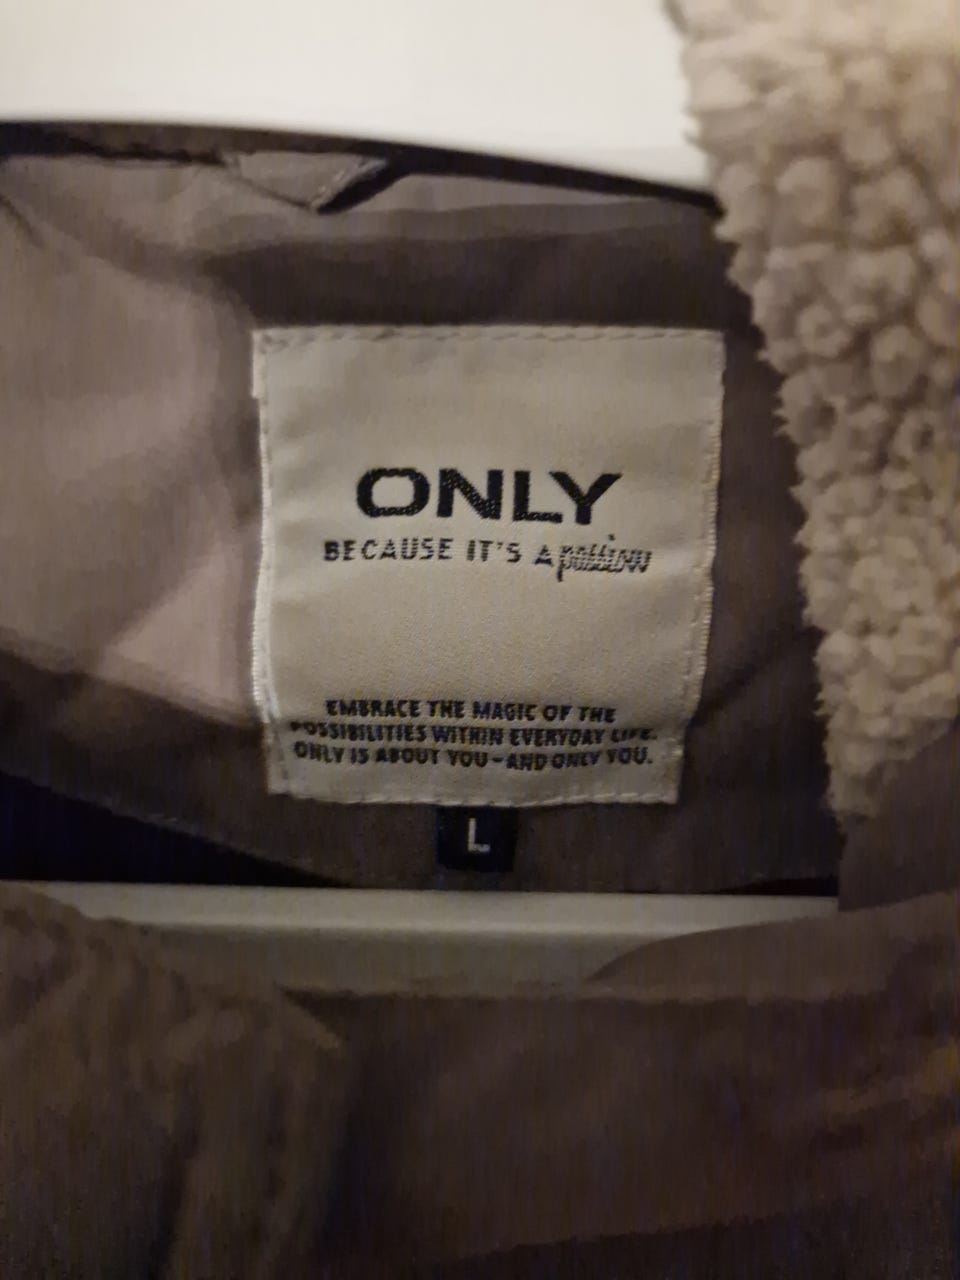 ONLY
BECAUSE IT'S A passion
EMBRACE THE MAGIC OF THE
POSSIBILITIES WITHIN EVERYDAY LIFE.
ONLY IS ABOUT YOU - AND ONLY YOU.
L